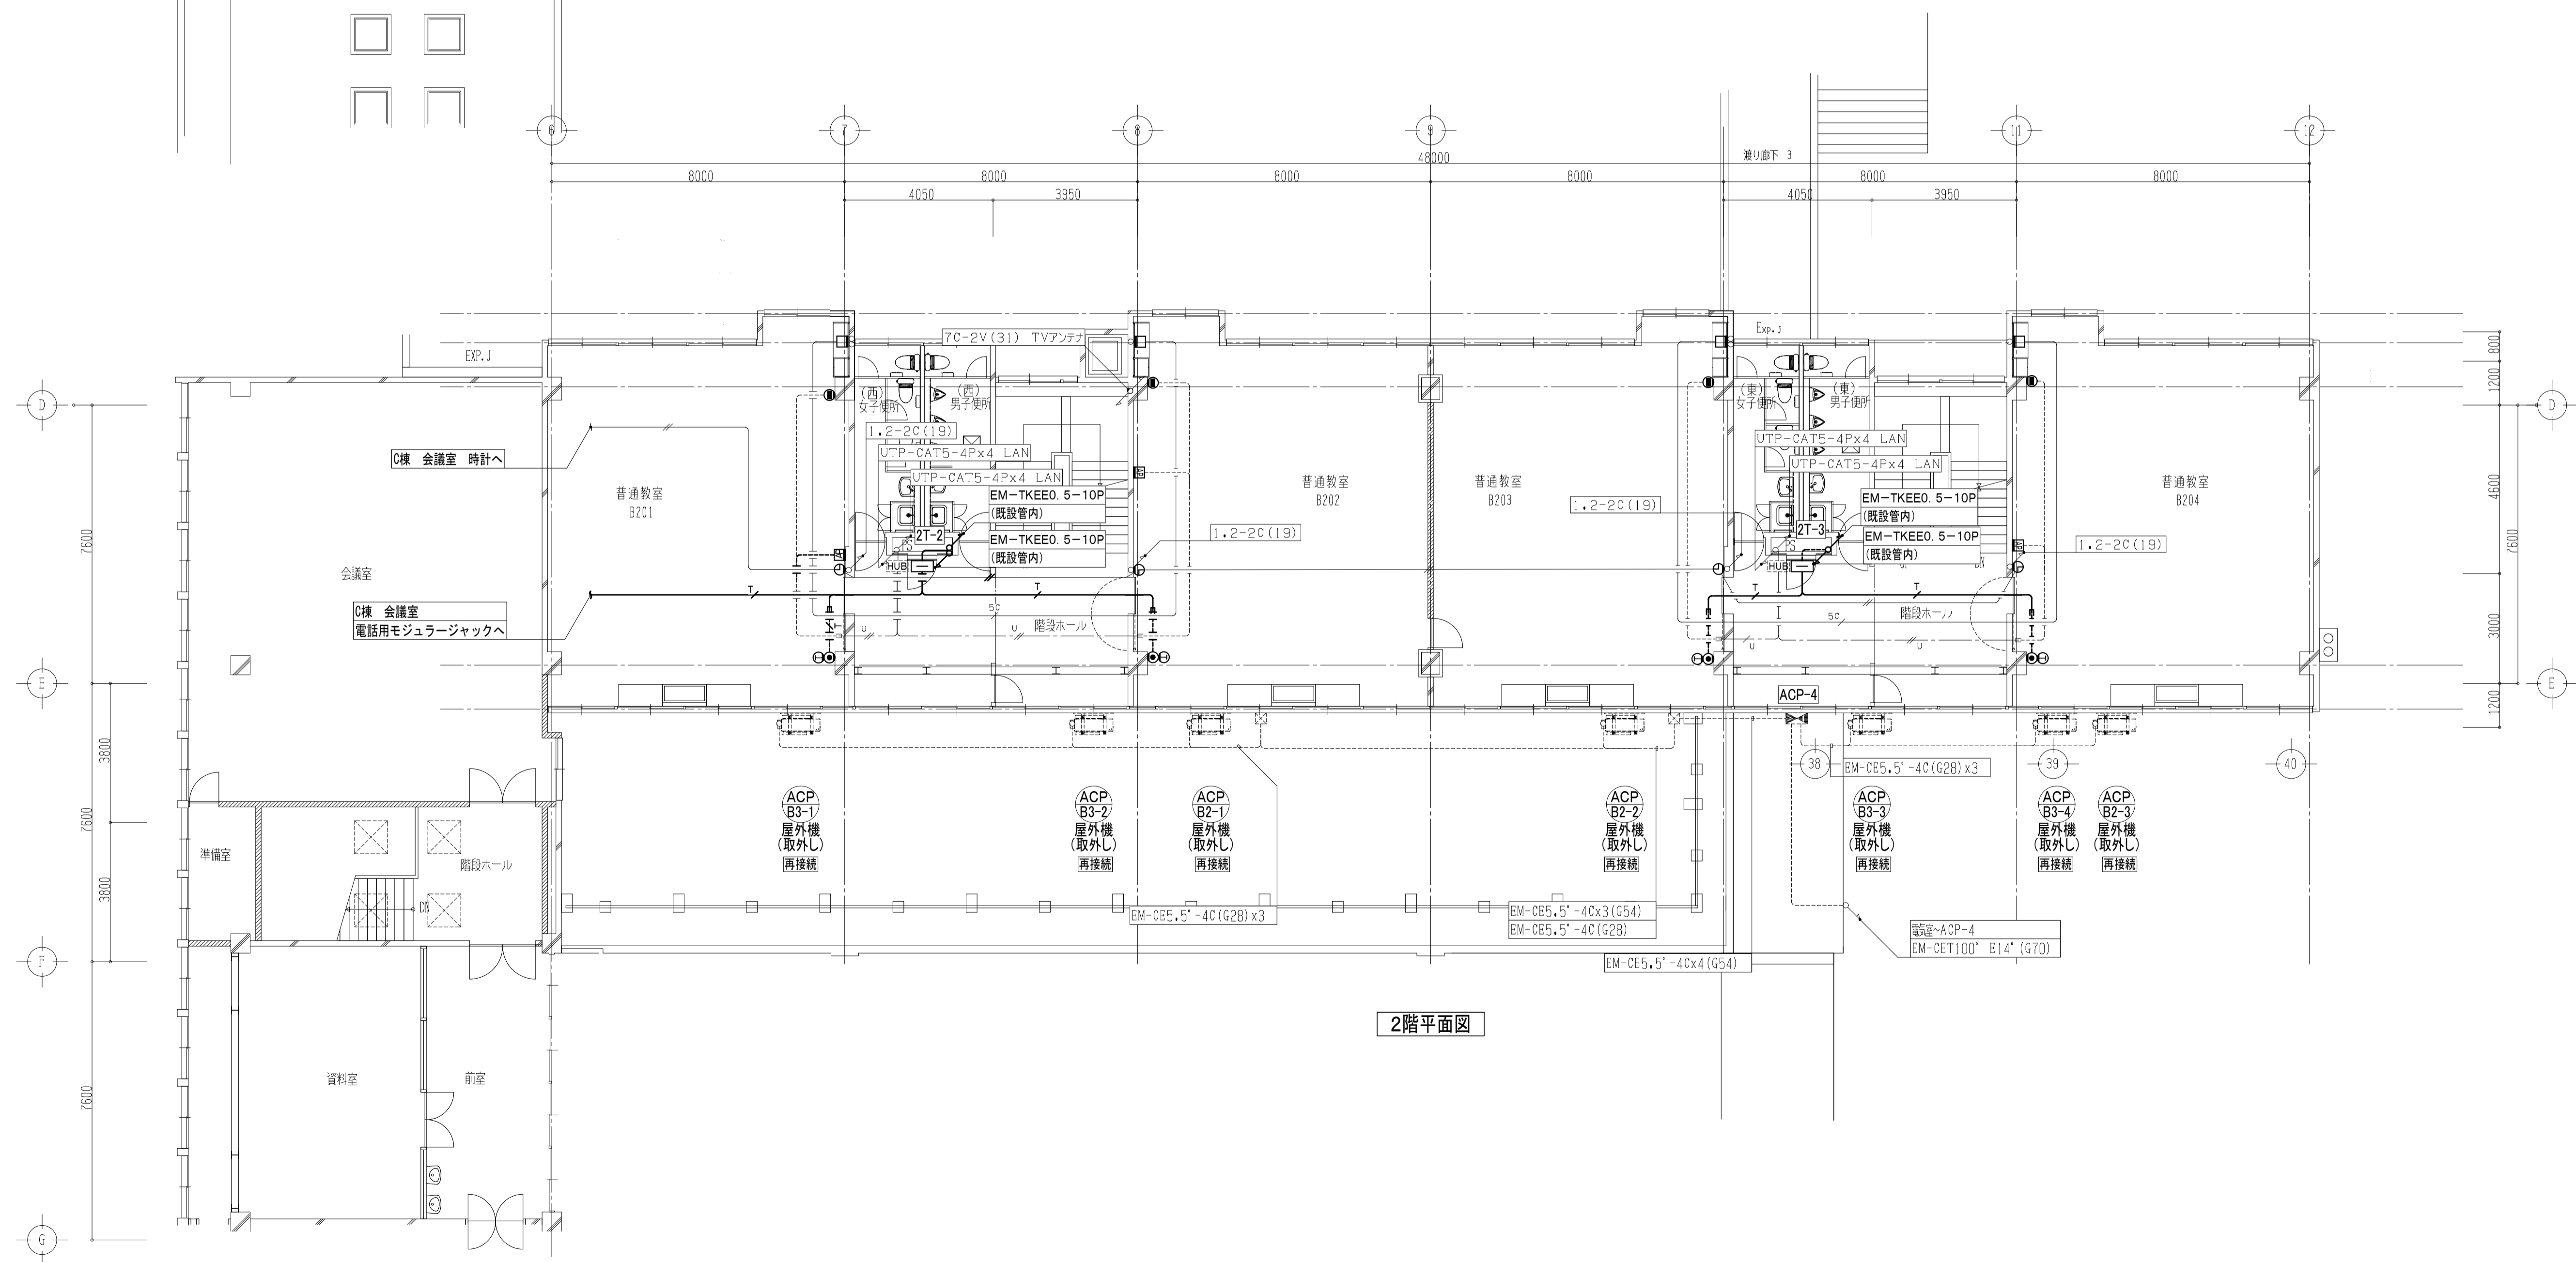 6
7
8
9
11
12
48000
渡り廊下 3
8000
8000
8000
8000
8000
8000
4050
3950
4050
3950
EXP.J
7C-2V(31) TVアンテナ
Exp.J
800
1200
4600
7600
3000
1200
D
D
E
E
F
G
7600
3800
7600
3800
7600
(西)
女子便所
(西)
男子便所
(東)
女子便所
(東)
男子便所
1.2-2C(19)
UTP-CAT5-4Px4 LAN
UTP-CAT5-4Px4 LAN
UTP-CAT5-4Px4 LAN
UTP-CAT5-4Px4 LAN
C棟 会議室 時計へ
普通教室
B201
普通教室
B202
普通教室
B203
普通教室
B204
EM-TKEE0.5-10P
(既設管内)
EM-TKEE0.5-10P
(既設管内)
EM-TKEE0.5-10P
(既設管内)
EM-TKEE0.5-10P
(既設管内)
1.2-2C(19)
1.2-2C(19)
1.2-2C(19)
2T-2
2T-3
PS
PS
HUB
HUB
DN
会議室
C棟 会議室
電話用モジュラージャックへ
T
T
T
T
5C
5C
U
U
U
U
階段ホール
階段ホール
ACP-4
38
39
40
EM-CE5.5°-4C(G28)x3
ACP
B3-1
屋外機
(取外し)
再接続
ACP
B3-2
屋外機
(取外し)
再接続
ACP
B2-1
屋外機
(取外し)
再接続
ACP
B2-2
屋外機
(取外し)
再接続
ACP
B3-3
屋外機
(取外し)
再接続
ACP
B3-4
屋外機
(取外し)
再接続
ACP
B2-3
屋外機
(取外し)
再接続
準備室
階段ホール
DN
EM-CE5.5°-4C(G28)x3
EM-CE5.5°-4Cx3(G54)
EM-CE5.5°-4C(G28)
EM-CE5.5°-4Cx4(G54)
電気室~ACP-4
EM-CET100° E14°(G70)
2階平面図
資料室
前室